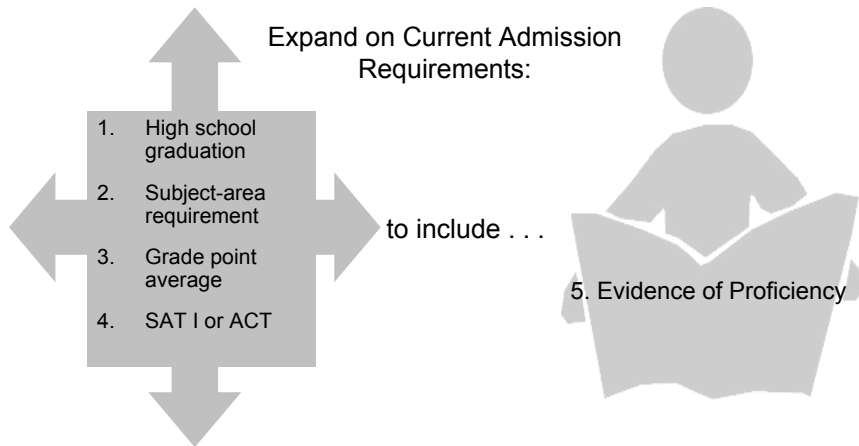 Expand on Current Admission
Requirements:
1. High school
graduation
2. Subject-area
requirement
3. Grade point
average
4. SAT I or ACT
to include . . .
5. Evidence of Proficiency